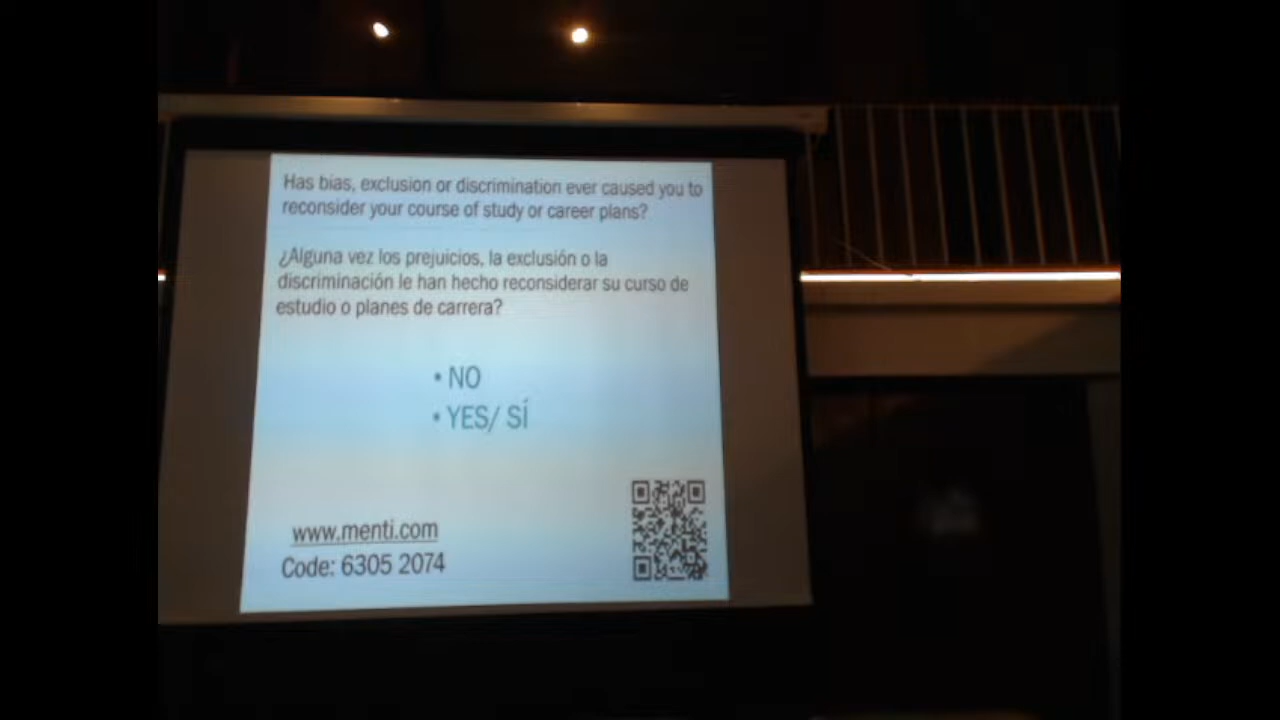 Has bias, exclusion or discrimination ever caused you to
reconsider your course of study or career plans?
¿Alguna vez los prejuicios, la exclusión o la
discriminación le han hecho reconsiderar su curso de
estudio o planes de carrera?
• NO
• YES/ SÍ
www.menti.com
Code: 6305 2074